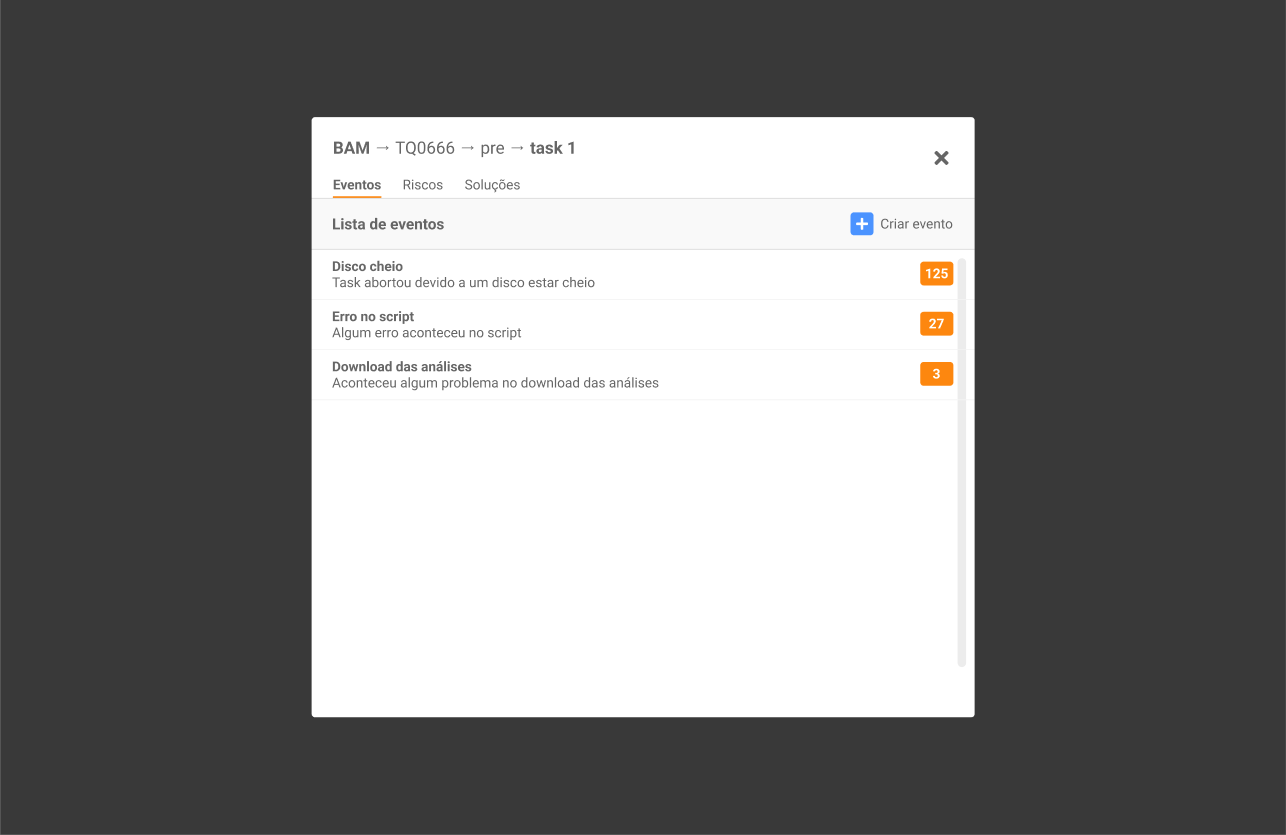 BAM → TQ0666 → pre → task 1
Eventos Riscos Soluções
Lista de eventos Criar evento
Disco cheio
Task abortou devido a um disco estar cheio
125
Erro no script
Algum erro aconteceu no script
27
Download das análises
Aconteceu algum problema no download das análises
3